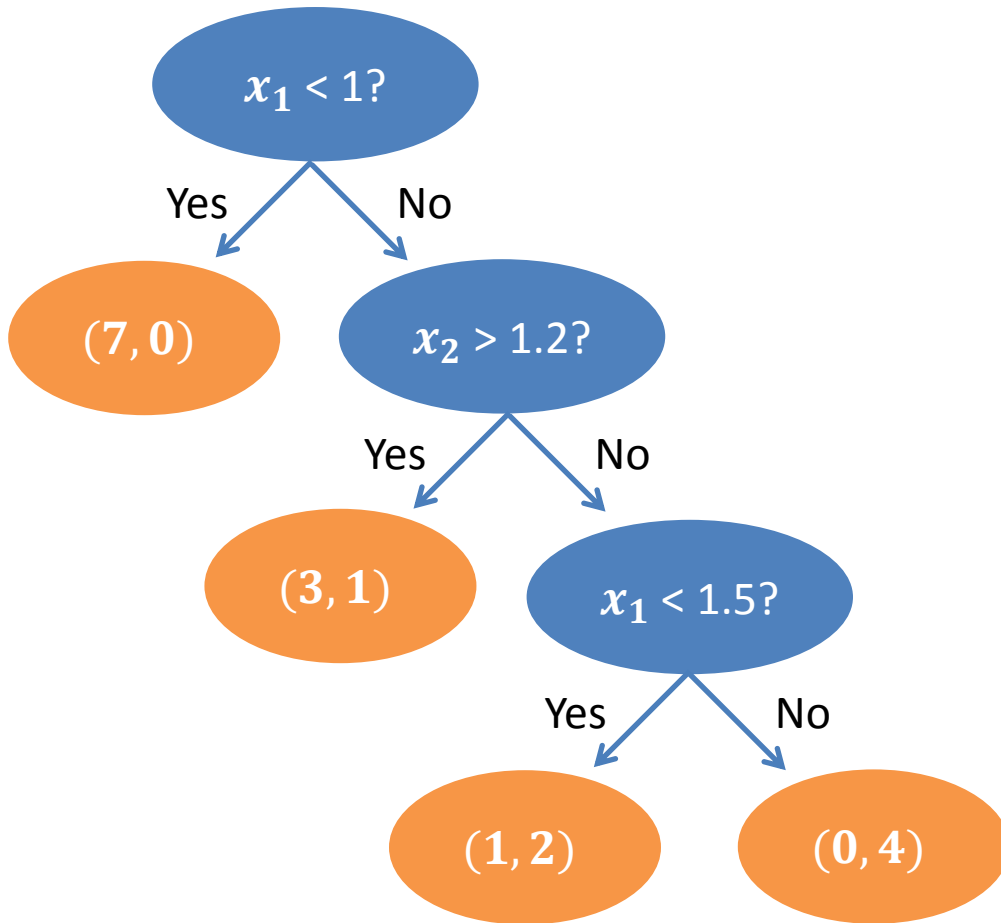 x₁ < 1?
Yes No
(7, 0)
x₂ > 1.2?
Yes No
(3, 1)
x₁ < 1.5?
Yes No
(1, 2)
(0, 4)